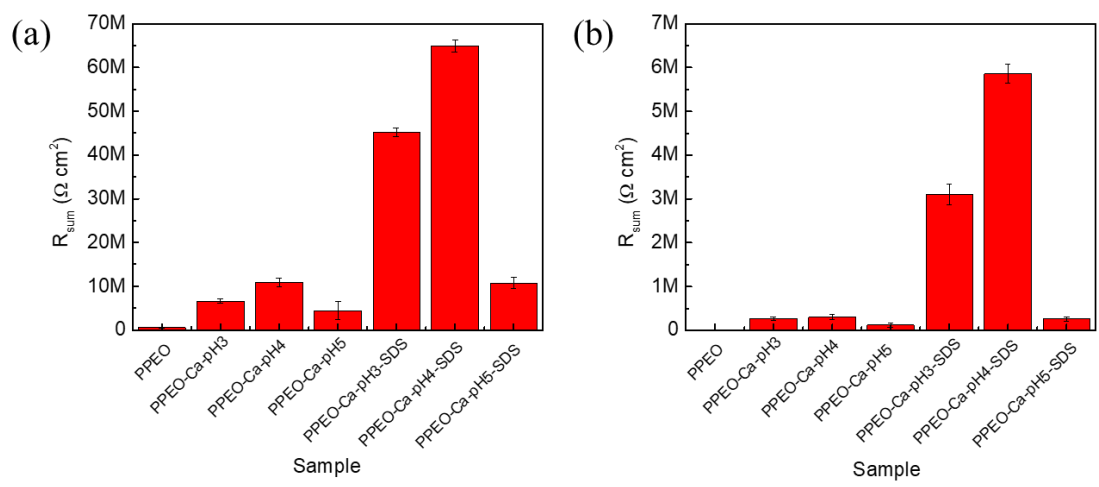 (a)
70M
60M
50M
40M
30M
20M
10M
0
R_sum (Ω cm²)
PPEO
PPEO-Ca-pH3
PPEO-Ca-pH4
PPEO-Ca-pH5
PPEO-Ca-pH3-SDS
PPEO-Ca-pH4-SDS
PPEO-Ca-pH5-SDS
Sample
(b)
7M
6M
5M
4M
3M
2M
1M
0
R_sum (Ω cm²)
PPEO
PPEO-Ca-pH3
PPEO-Ca-pH4
PPEO-Ca-pH5
PPEO-Ca-pH3-SDS
PPEO-Ca-pH4-SDS
PPEO-Ca-pH5-SDS
Sample